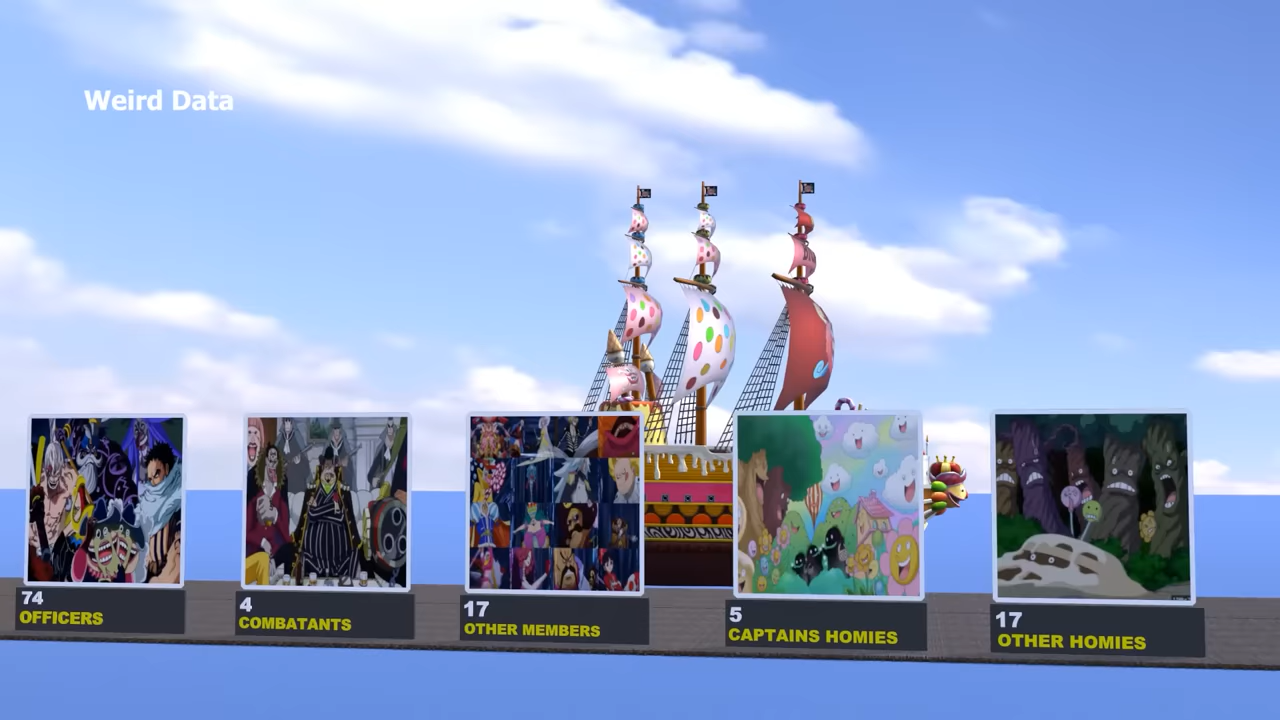 Weird Data
74
OFFICERS
4
COMBATANTS
17
OTHER MEMBERS
5
CAPTAINS HOMIES
17
OTHER HOMIES